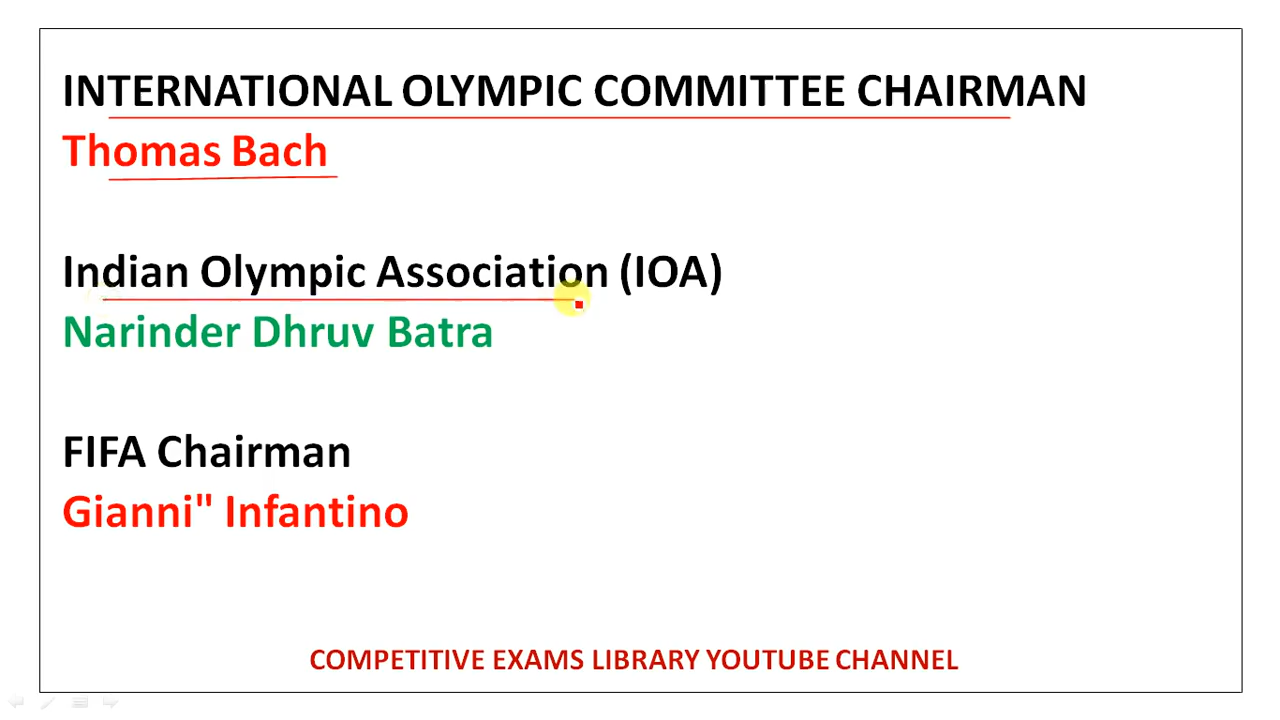 INTERNATIONAL OLYMPIC COMMITTEE CHAIRMAN
Thomas Bach
Indian Olympic Association (IOA)
Narinder Dhruv Batra
FIFA Chairman
Gianni" Infantino
COMPETITIVE EXAMS LIBRARY YOUTUBE CHANNEL